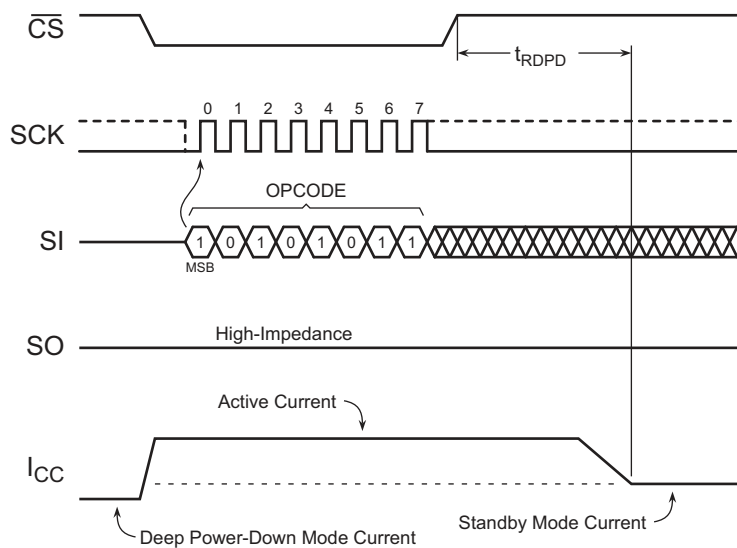 CS
tRDPD
0 1 2 3 4 5 6 7
SCK
OPCODE
SI
1 0 1 0 1 0 1 1
MSB
High-Impedance
SO
Active Current
ICC
Standby Mode Current
Deep Power-Down Mode Current